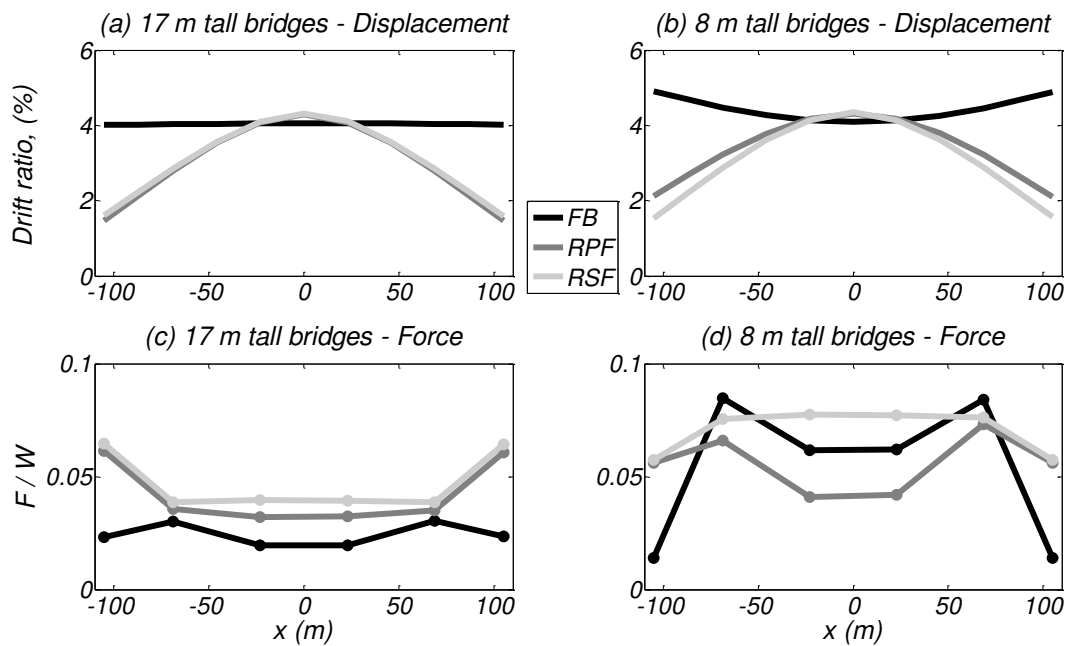 (a) 17 m tall bridges - Displacement
(b) 8 m tall bridges - Displacement
Drift ratio, (%)
6
4
2
0
-100 -50 0 50 100
6
4
2
0
-100 -50 0 50 100
FB
RPF
RSF
(c) 17 m tall bridges - Force
(d) 8 m tall bridges - Force
F / W
0.1
0.05
0
-100 -50 0 50 100
x (m)
0.1
0.05
0
-100 -50 0 50 100
x (m)